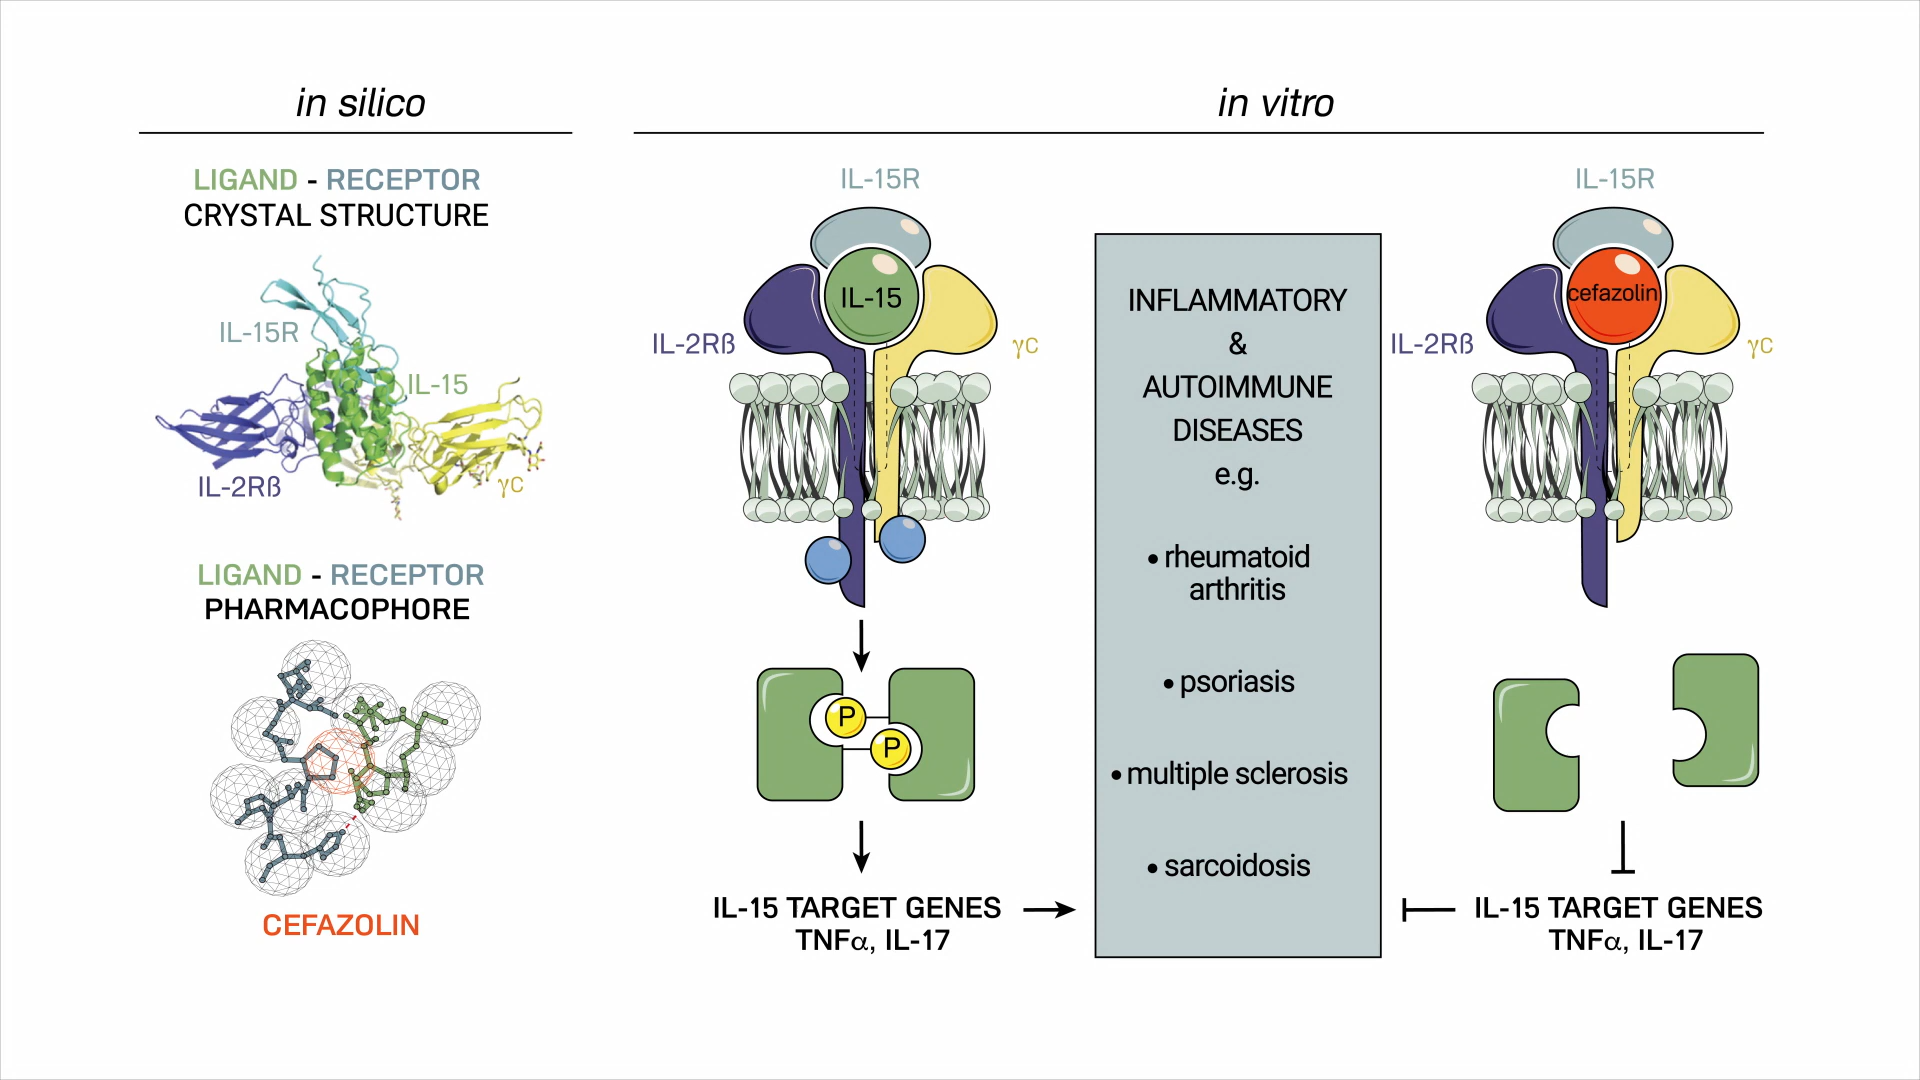 in silico
LIGAND - RECEPTOR
CRYSTAL STRUCTURE
IL-15R
IL-15
IL-2Rß
γC
LIGAND - RECEPTOR
PHARMACOPHORE
CEFAZOLIN
in vitro
IL-15R
IL-15
IL-2Rß
γC
P
P
IL-15 TARGET GENES
TNFα, IL-17
INFLAMMATORY
&
AUTOIMMUNE
DISEASES
e.g.
• rheumatoid
arthritis
• psoriasis
• multiple sclerosis
• sarcoidosis
IL-15R
cefazolin
IL-2Rß
γC
IL-15 TARGET GENES
TNFα, IL-17